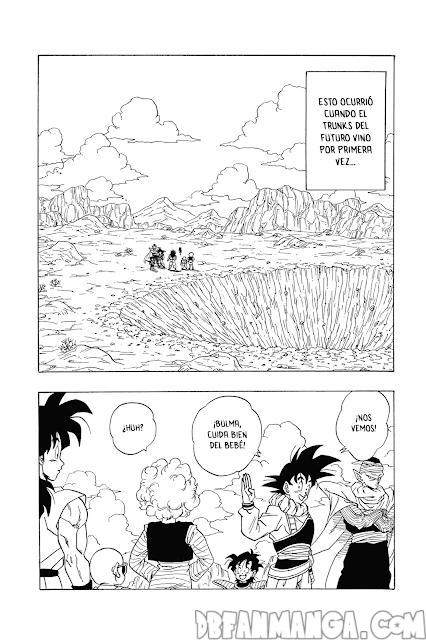 ESTO OCURRIÓ
CUANDO EL
TRUNKS DEL
FUTURO VINO
POR PRIMERA
VEZ...
¿HUH?
¡BULMA,
CUIDA BIEN
DEL BEBÉ!
¡NOS
VEMOS!
DBFANMANGA.COM